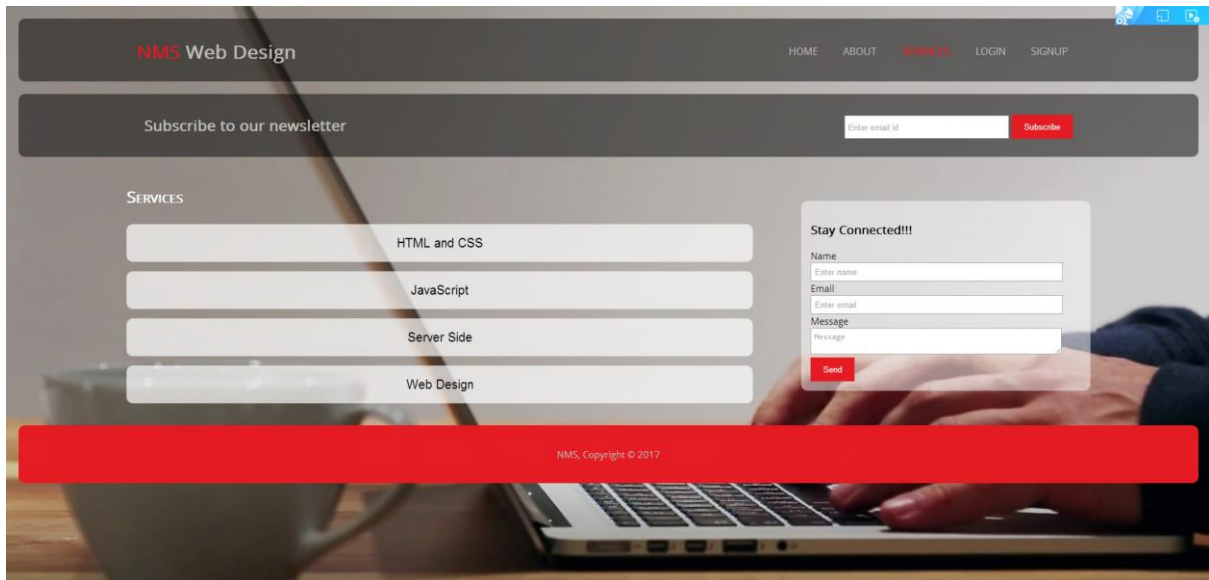 NMS Web Design
HOME ABOUT SERVICES LOGIN SIGNUP
Subscribe to our newsletter
Enter email id
Subscribe
SERVICES
HTML and CSS
JavaScript
Server Side
Web Design
Stay Connected!!!
Name
Enter name
Email
Enter email
Message
Message
Send
NMS, Copyright © 2017